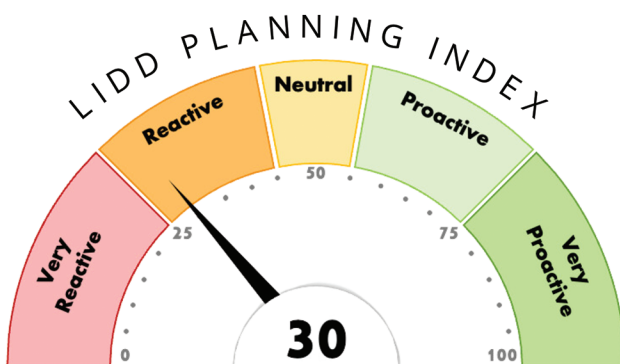 LIDD PLANNING INDEX
Very
Reactive
Reactive
Neutral
Proactive
Very
Proactive
0
25
50
75
100
30